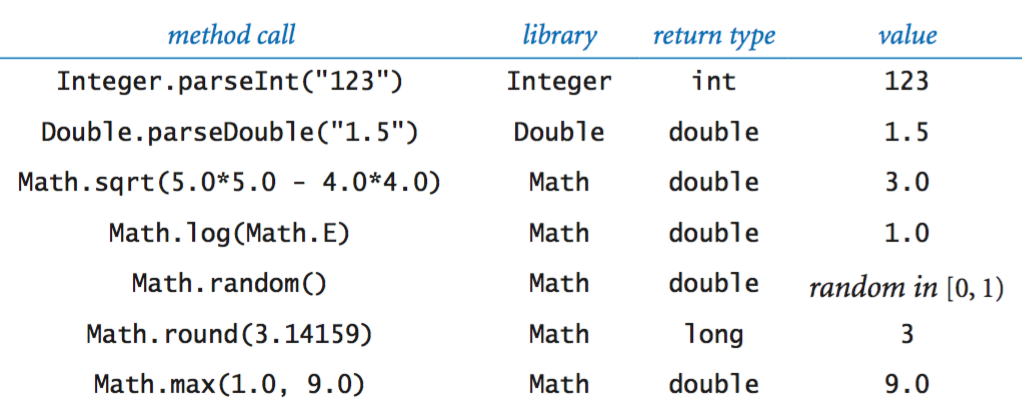 method call library return type value
Integer.parseInt("123") Integer int 123
Double.parseDouble("1.5") Double double 1.5
Math.sqrt(5.0*5.0 - 4.0*4.0) Math double 3.0
Math.log(Math.E) Math double 1.0
Math.random() Math double random in [0, 1)
Math.round(3.14159) Math long 3
Math.max(1.0, 9.0) Math double 9.0